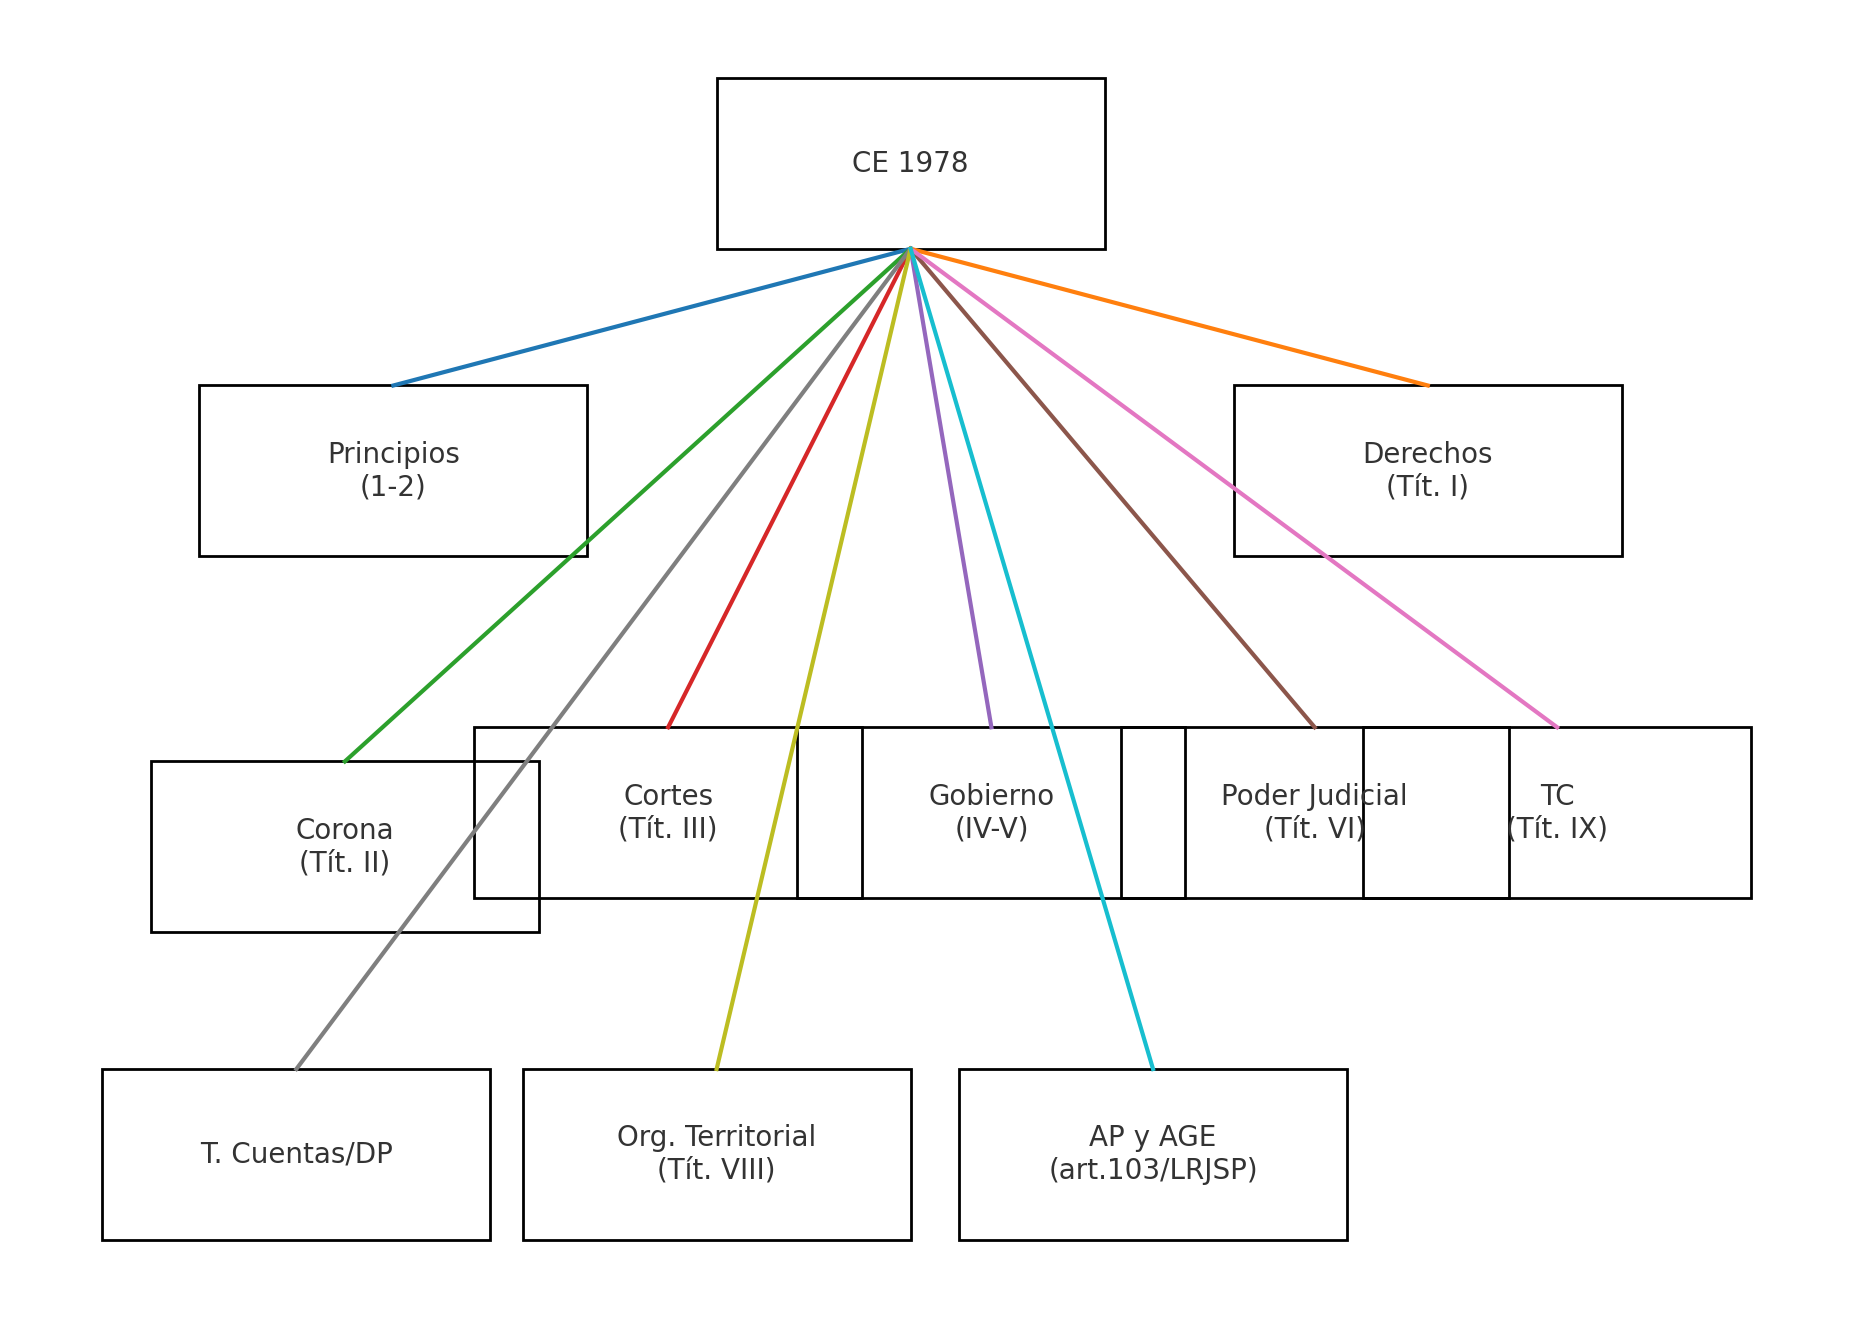 CE 1978
Principios
(1-2)
Derechos
(Tít. I)
Corona
(Tít. II)
Cortes
(Tít. III)
Gobierno
(IV-V)
Poder Judicial
(Tít. VI)
TC
(Tít. IX)
T. Cuentas/DP
Org. Territorial
(Tít. VIII)
AP y AGE
(art.103/LRJSP)